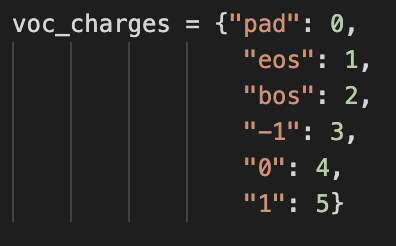 voc_charges = {"pad": 0,
"eos": 1,
"bos": 2,
"-1": 3,
"0": 4,
"1": 5}